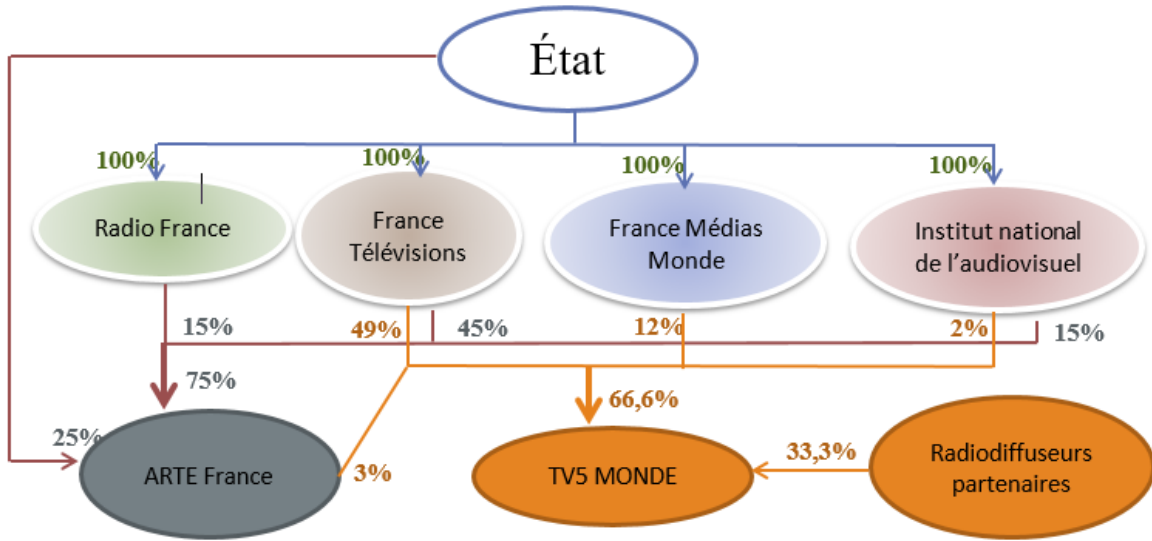 État
100%
100%
100%
100%
Radio France
France
Télévisions
France Médias
Monde
Institut national
de l'audiovisuel
15%
49%
45%
12%
2%
15%
75%
66,6%
25%
ARTE France
3%
TV5 MONDE
33,3%
Radiodiffuseurs
partenaires